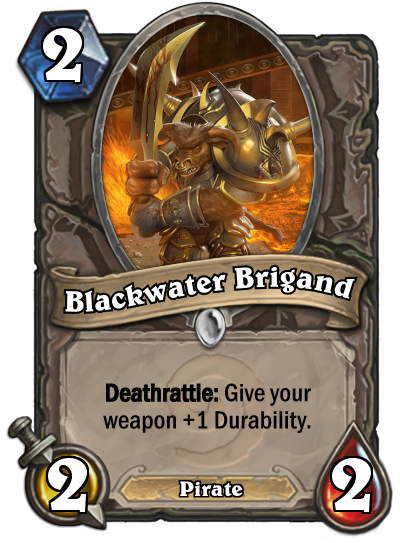 2
Blackwater Brigand
Deathrattle: Give your
weapon +1 Durability.
2
Pirate
2